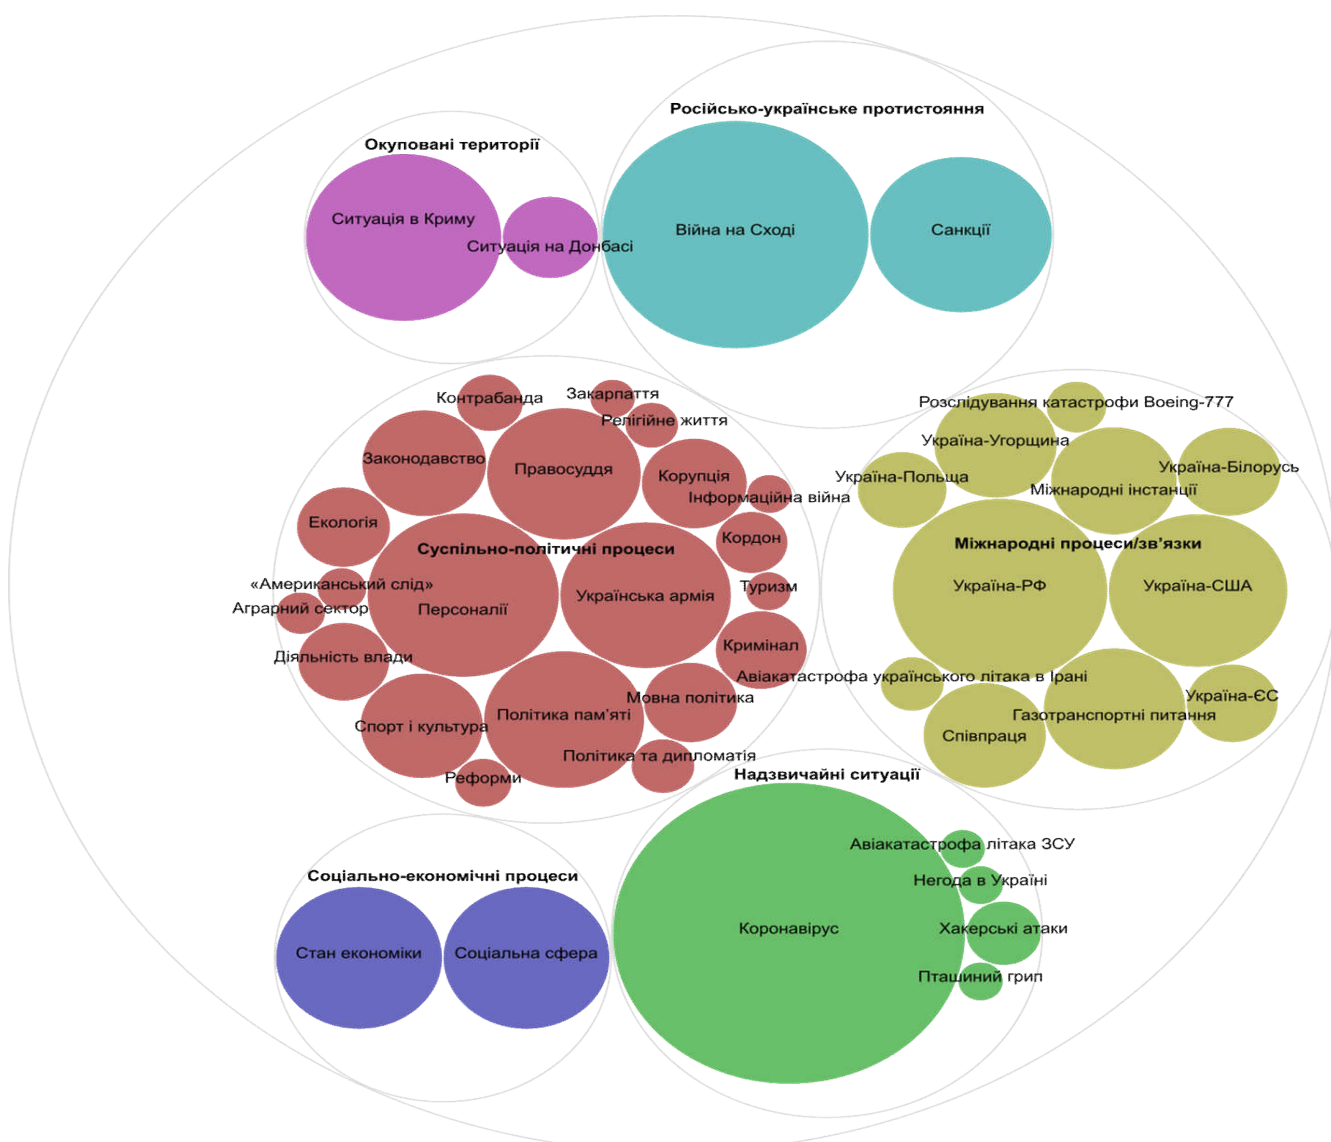 Російсько-українське протистояння
Окуповані території
Ситуація в Криму
Війна на Сході
Санкції
Ситуація на Донбасі
Контрабанда
Закарпаття
Релігійне життя
Законодавство
Правосуддя
Корупція
Інформаційна війна
Екологія
Кордон
Суспільно-політичні процеси
«Американський слід»
Туризм
Аграрний сектор
Персоналії
Українська армія
Діяльність влади
Кримінал
Мовна політика
Спорт і культура
Політика пам’яті
Політика та дипломатія
Реформи
Розслідування катастрофи Boeing-777
Україна-Угорщина
Україна-Білорусь
Україна-Польща
Міжнародні інстанції
Міжнародні процеси/зв’язки
Україна-РФ
Україна-США
Авіакатастрофа українського літака в Ірані
Україна-ЄС
Газотранспортні питання
Співпраця
Надзвичайні ситуації
Авіакатастрофа літака ЗСУ
Негода в Україні
Коронавірус
Хакерські атаки
Пташиний грип
Соціально-економічні процеси
Стан економіки
Соціальна сфера